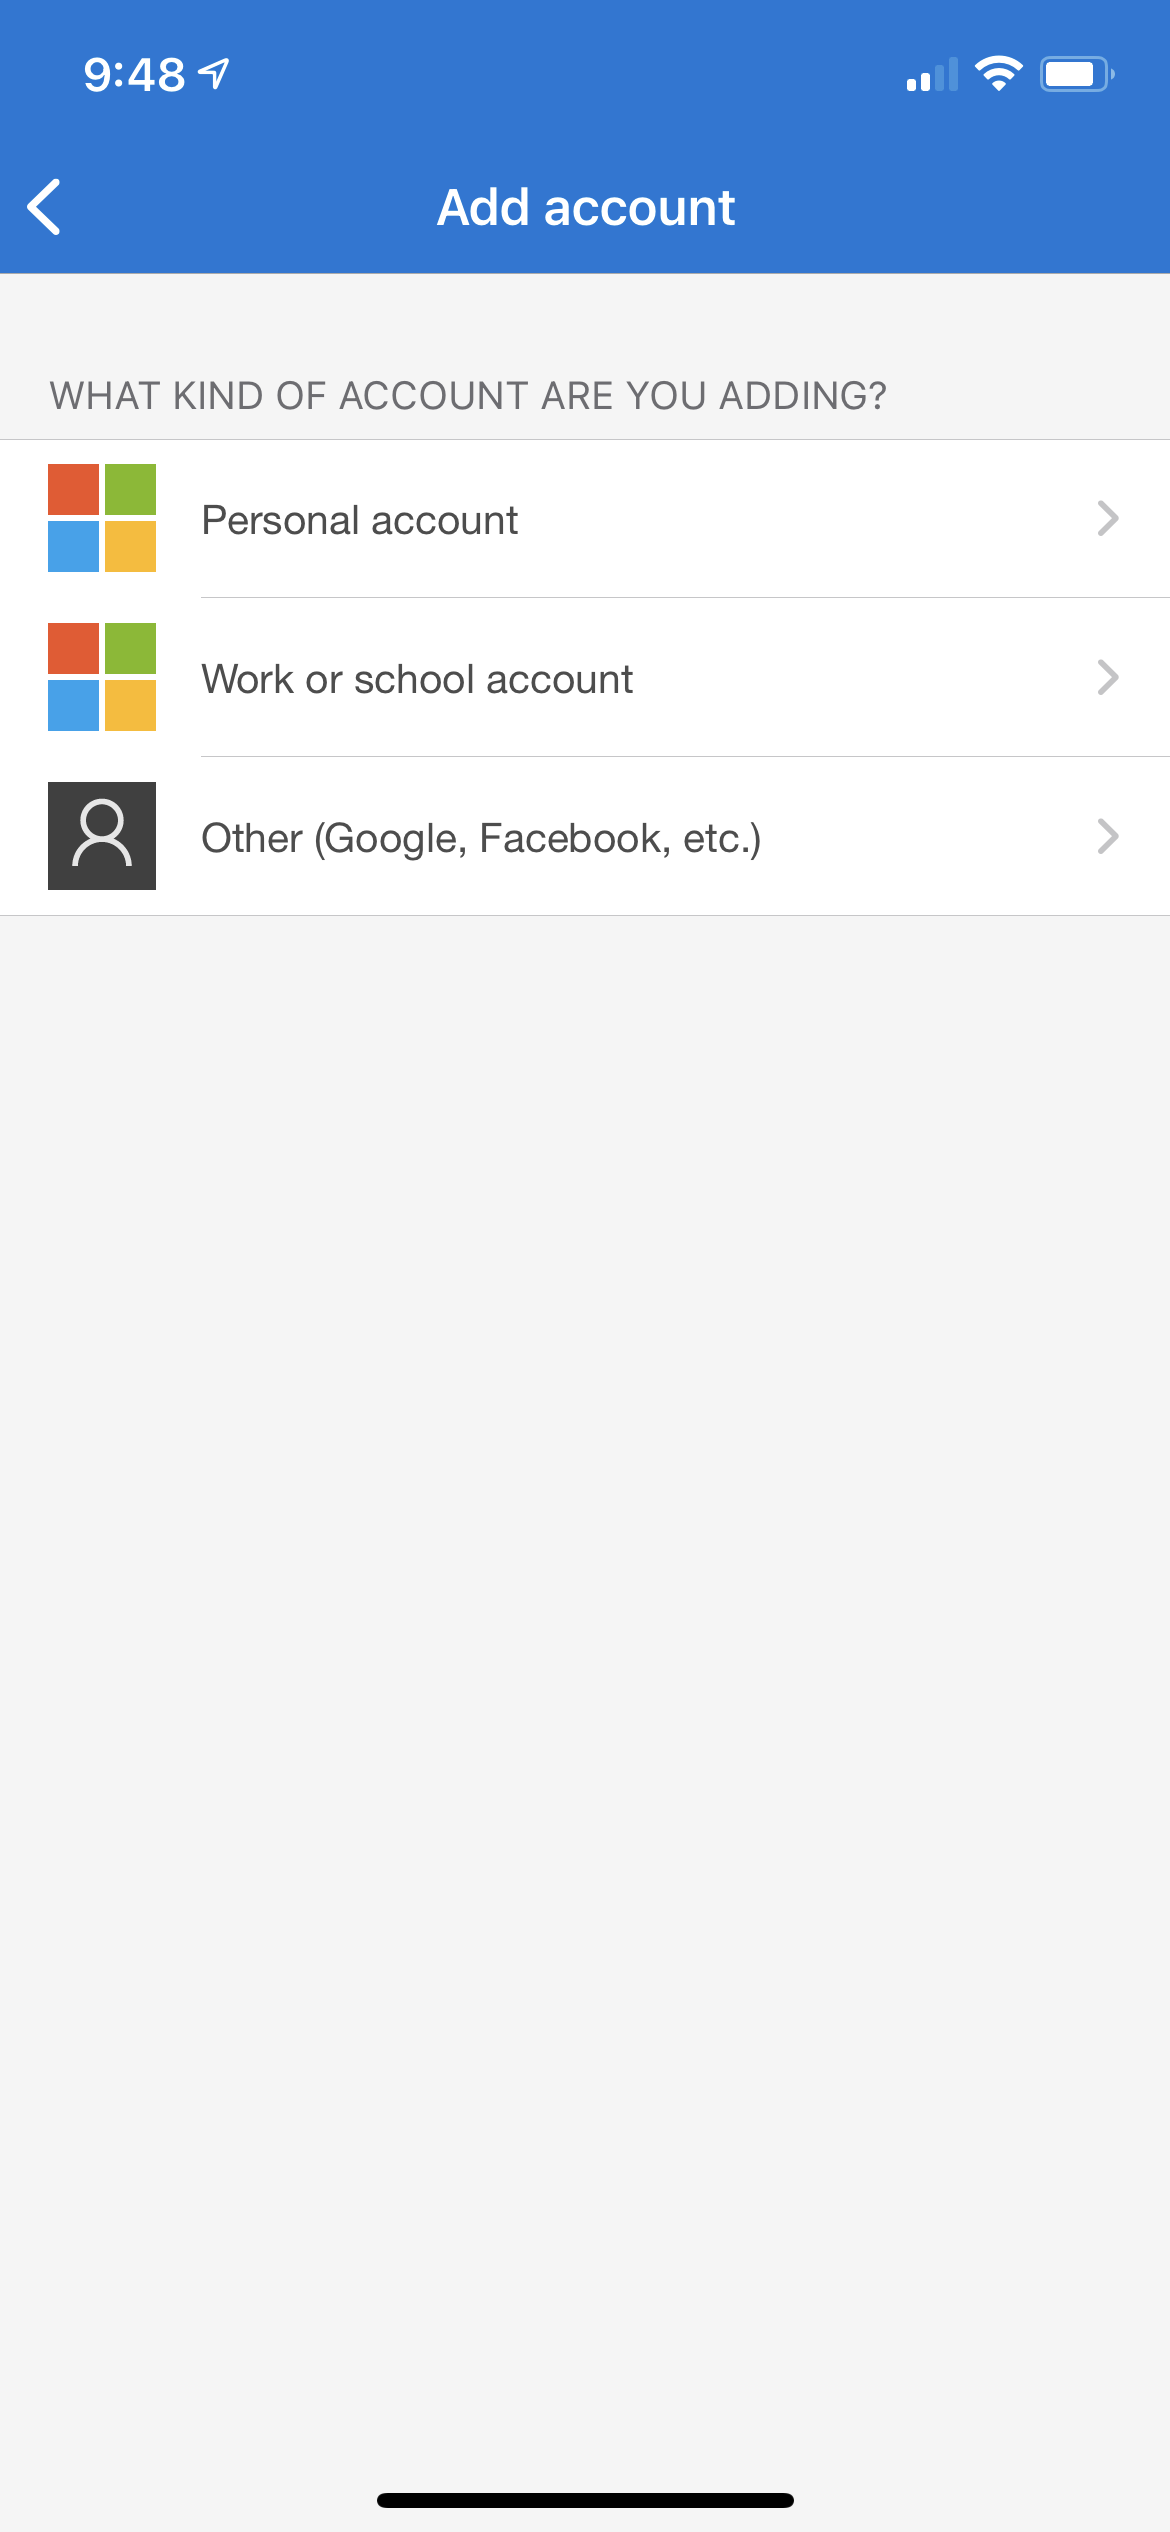 9:48
Add account
WHAT KIND OF ACCOUNT ARE YOU ADDING?
Personal account
Work or school account
Other (Google, Facebook, etc.)